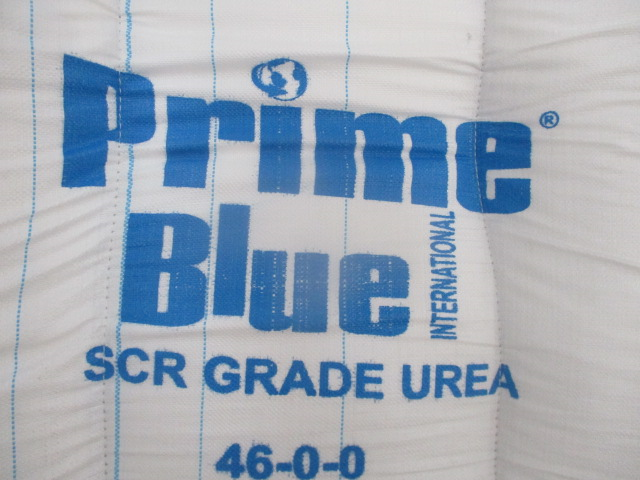 Prime®
Blue
INTERNATIONAL
SCR GRADE UREA
46-0-0